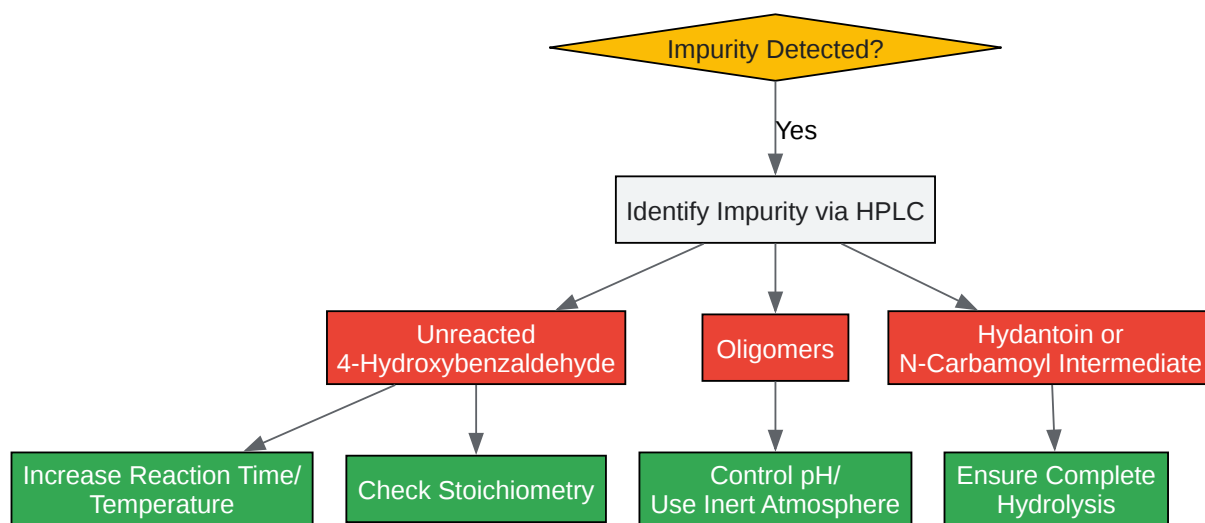 Impurity Detected?
Yes
Identify Impurity via HPLC
Unreacted
4-Hydroxybenzaldehyde
Oligomers
Hydantoin or
N-Carbamoyl Intermediate
Increase Reaction Time/
Temperature
Check Stoichiometry
Control pH/
Use Inert Atmosphere
Ensure Complete
Hydrolysis